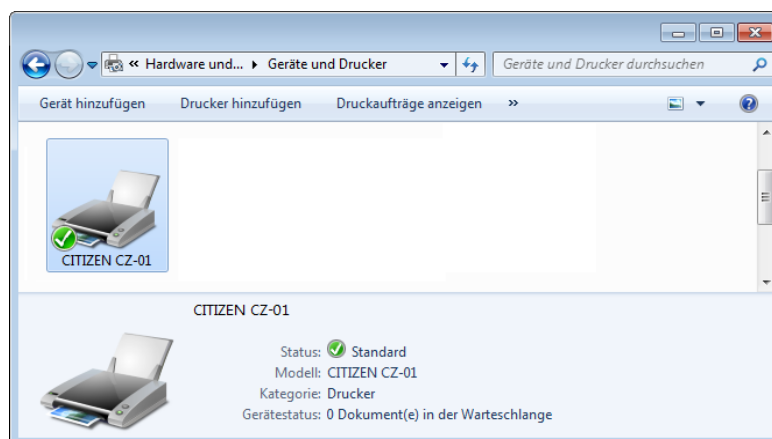 « Hardware und... ▸ Geräte und Drucker Geräte und Drucker durchsuchen
Gerät hinzufügen Drucker hinzufügen Druckaufträge anzeigen »
CITIZEN CZ-01
CITIZEN CZ-01
Status: Standard
Modell: CITIZEN CZ-01
Kategorie: Drucker
Gerätestatus: 0 Dokument(e) in der Warteschlange